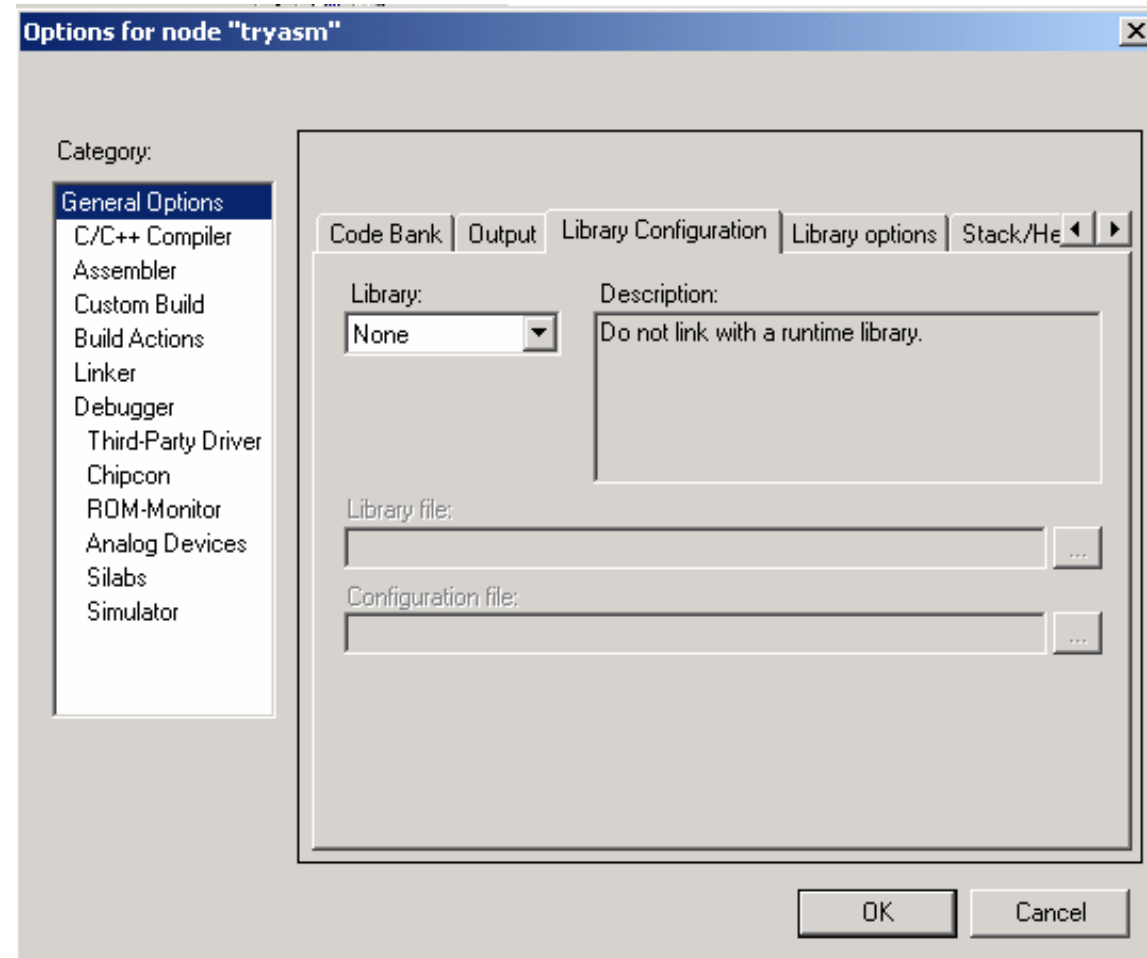 Options for node "tryasm"
Category:
General Options
C/C++ Compiler
Assembler
Custom Build
Build Actions
Linker
Debugger
Third-Party Driver
Chipcon
ROM-Monitor
Analog Devices
Silabs
Simulator
Code Bank Output Library Configuration Library options Stack/He
Library: Description:
None Do not link with a runtime library.
Library file:
...
Configuration file:
...
OK Cancel